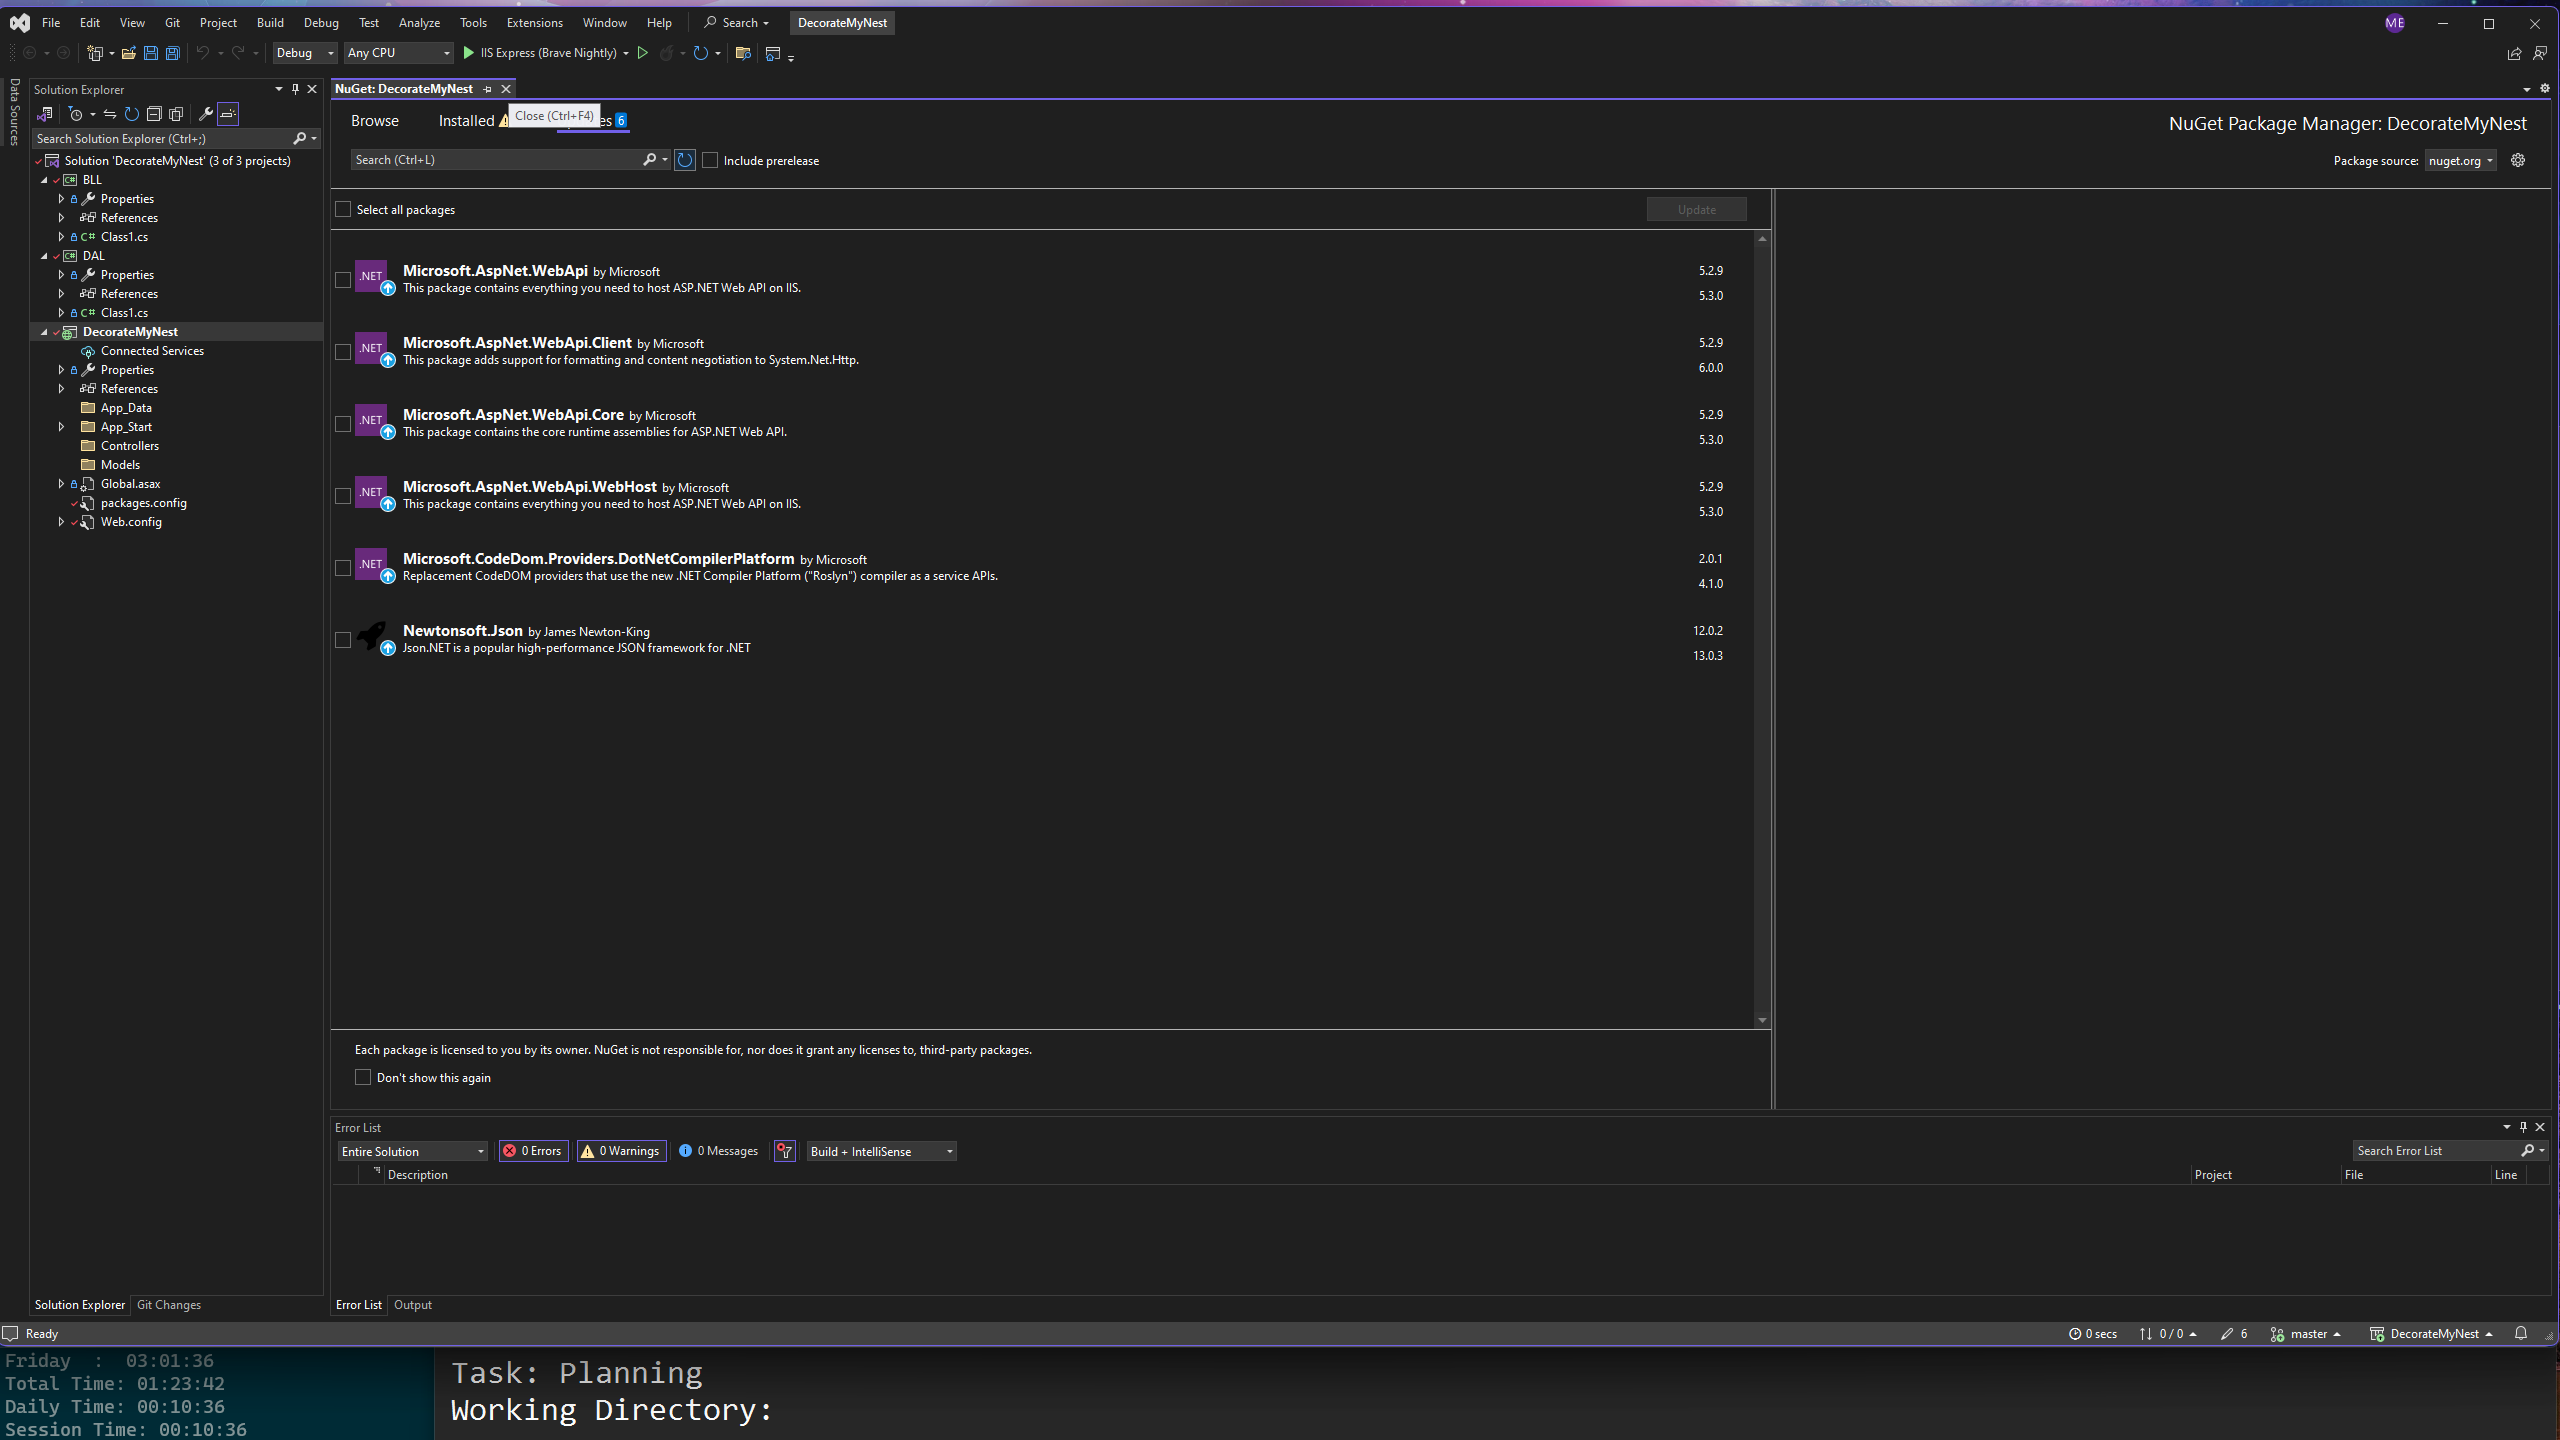 File Edit View Git Project Build Debug Test Analyze Tools Extensions Window Help Search DecorateMyNest ME
Debug Any CPU IIS Express (Brave Nightly)
Data Sources
Solution Explorer
Search Solution Explorer (Ctrl+;)
Solution 'DecorateMyNest' (3 of 3 projects)
C# BLL
Properties
References
C# Class1.cs
C# DAL
Properties
References
C# Class1.cs
DecorateMyNest
Connected Services
Properties
References
App_Data
App_Start
Controllers
Models
Global.asax
packages.config
Web.config
Solution Explorer Git Changes
NuGet: DecorateMyNest
Close (Ctrl+F4)
Browse Installed 6
NuGet Package Manager: DecorateMyNest
Search (Ctrl+L) Include prerelease
Package source: nuget.org
Select all packages Update
.NET Microsoft.AspNet.WebApi by Microsoft 5.2.9
This package contains everything you need to host ASP.NET Web API on IIS. 5.3.0
.NET Microsoft.AspNet.WebApi.Client by Microsoft 5.2.9
This package adds support for formatting and content negotiation to System.Net.Http. 6.0.0
.NET Microsoft.AspNet.WebApi.Core by Microsoft 5.2.9
This package contains the core runtime assemblies for ASP.NET Web API. 5.3.0
.NET Microsoft.AspNet.WebApi.WebHost by Microsoft 5.2.9
This package contains everything you need to host ASP.NET Web API on IIS. 5.3.0
.NET Microsoft.CodeDom.Providers.DotNetCompilerPlatform by Microsoft 2.0.1
Replacement CodeDOM providers that use the new .NET Compiler Platform ("Roslyn") compiler as a service APIs. 4.1.0
Newtonsoft.Json by James Newton-King 12.0.2
Json.NET is a popular high-performance JSON framework for .NET 13.0.3
Each package is licensed to you by its owner. NuGet is not responsible for, nor does it grant any licenses to, third-party packages.
Don't show this again
Error List
Entire Solution 0 Errors 0 Warnings 0 Messages Build + IntelliSense Search Error List
Description Project File Line
Error List Output
Ready 0 secs 0 / 0 6 master DecorateMyNest
Friday : 03:01:36
Total Time: 01:23:42
Daily Time: 00:10:36
Session Time: 00:10:36
Task: Planning
Working Directory: